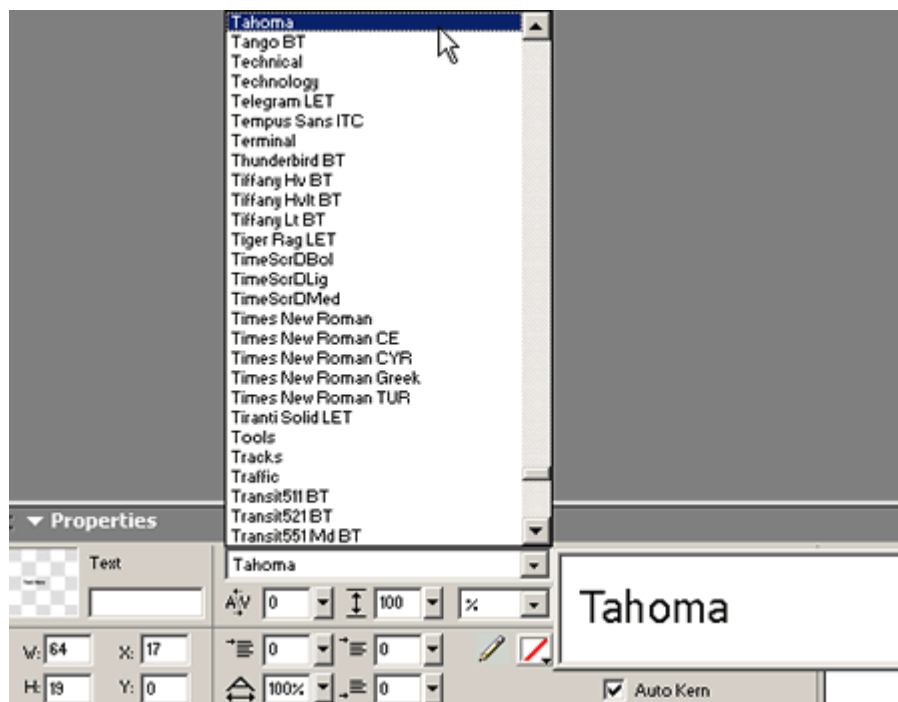 Tahoma
Tango BT
Technical
Technology
Telegram LET
Tempus Sans ITC
Terminal
Thunderbird BT
Tiffany Hv BT
Tiffany Hvlt BT
Tiffany Lt BT
Tiger Rag LET
TimeScrDBol
TimeScrDLig
TimeScrDMed
Times New Roman
Times New Roman CE
Times New Roman CYR
Times New Roman Greek
Times New Roman TUR
Tiranti Solid LET
Tools
Tracks
Traffic
Transit511 BT
Transit521 BT
Transit551 Md BT
Properties
Text
Tahoma
AV 0 100 %
Tahoma
W: 64 X: 17 0 0
H: 19 Y: 0 100% 0 Auto Kern